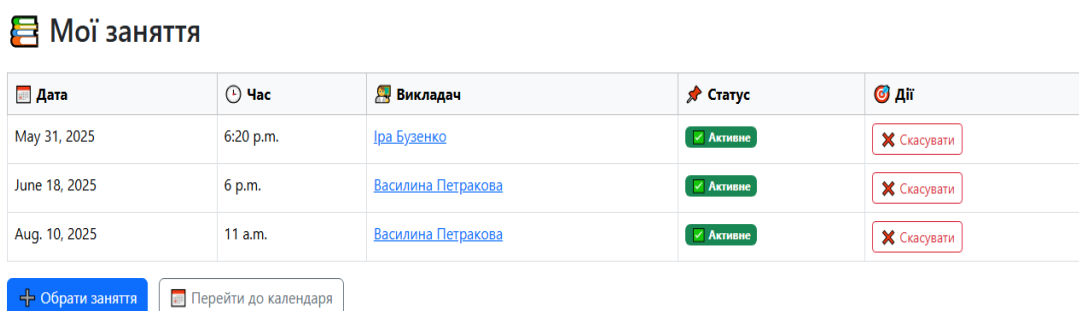 Мої заняття
Дата Час Викладач Статус Дії
May 31, 2025 6:20 p.m. Іра Бузенко Активне Скасувати
June 18, 2025 6 p.m. Василина Петракова Активне Скасувати
Aug. 10, 2025 11 a.m. Василина Петракова Активне Скасувати
Обрати заняття Перейти до календаря